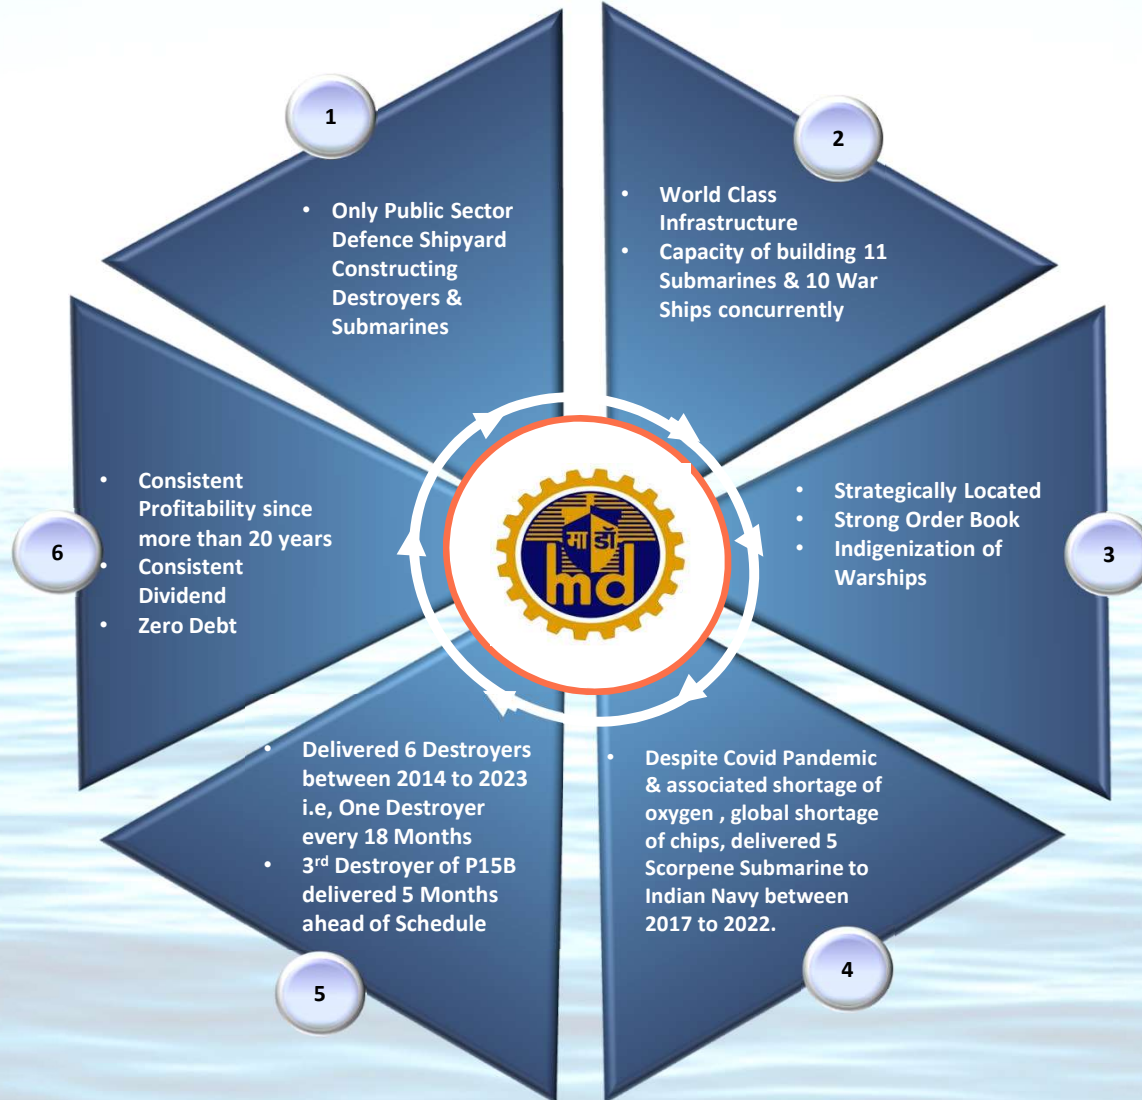 1
• Only Public Sector
Defence Shipyard
Constructing
Destroyers &
Submarines
2
• World Class
Infrastructure
• Capacity of building 11
Submarines & 10 War
Ships concurrently
3
• Strategically Located
• Strong Order Book
• Indigenization of
Warships
4
• Despite Covid Pandemic
& associated shortage of
oxygen , global shortage
of chips, delivered 5
Scorpene Submarine to
Indian Navy between
2017 to 2022.
5
• Delivered 6 Destroyers
between 2014 to 2023
i.e, One Destroyer
every 18 Months
• 3rd Destroyer of P15B
delivered 5 Months
ahead of Schedule
6
• Consistent
Profitability since
more than 20 years
• Consistent
Dividend
• Zero Debt
मा डॉ
md